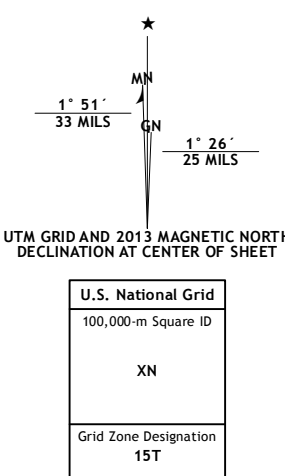 ★
MN
1° 51´
33 MILS
GN
1° 26´
25 MILS
UTM GRID AND 2013 MAGNETIC NORTH
DECLINATION AT CENTER OF SHEET
U.S. National Grid
100,000-m Square ID
XN
Grid Zone Designation
15T